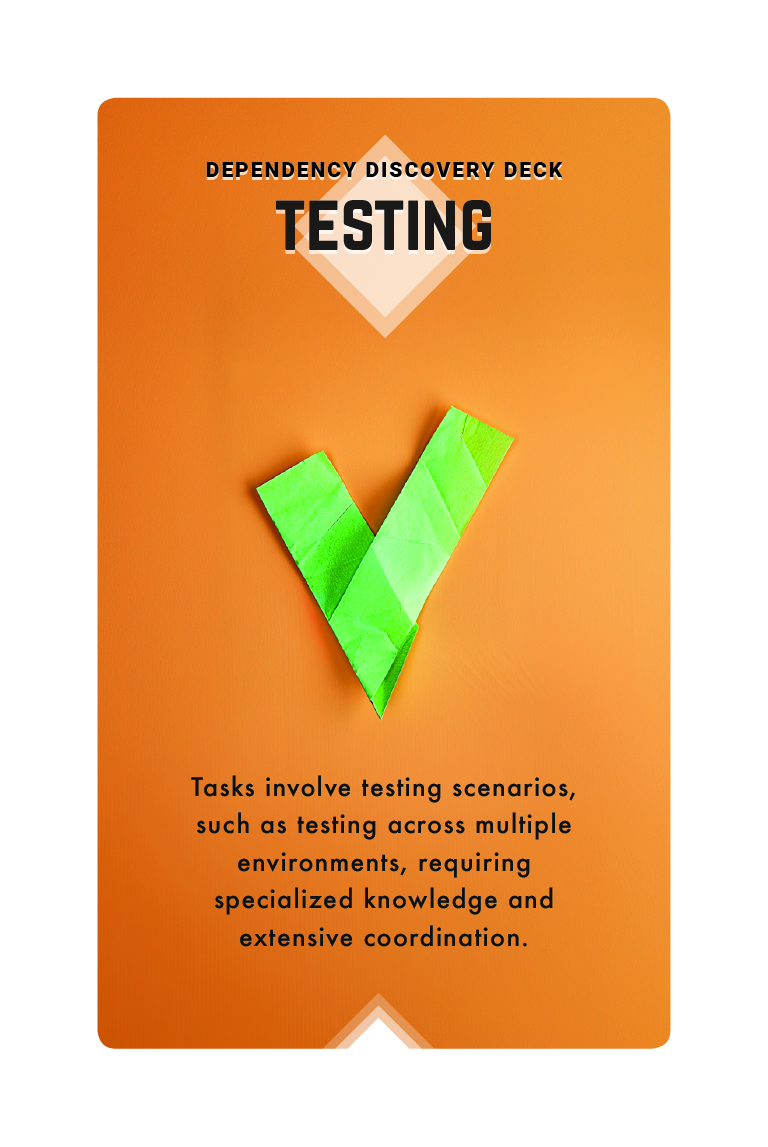 DEPENDENCY DISCOVERY DECK
TESTING
Tasks involve testing scenarios,
such as testing across multiple
environments, requiring
specialized knowledge and
extensive coordination.